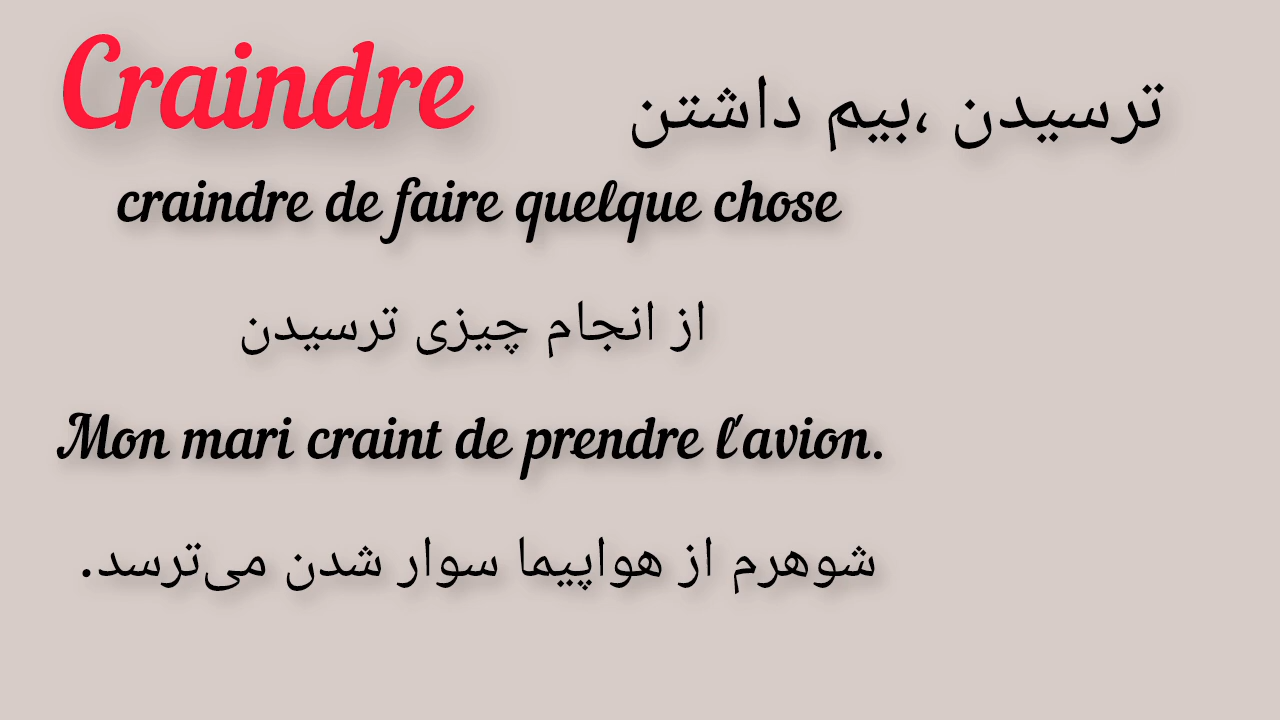 Craindre
ترسیدن ،بیم داشتن
craindre de faire quelque chose
از انجام چیزی ترسیدن
Mon mari craint de prendre l'avion.
شوهرم از هواپیما سوار شدن می‌ترسد.